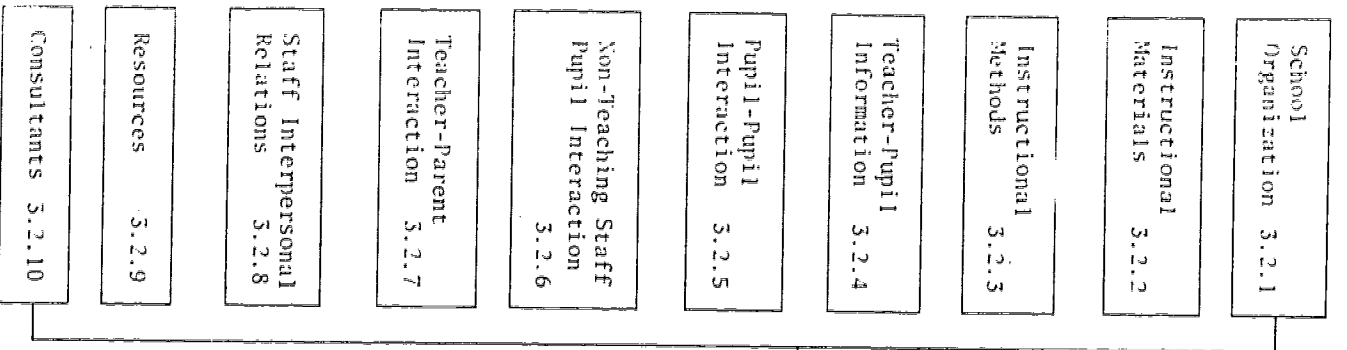 School
Organization 3.2.1
Instructional
Materials 3.2.2
Instructional
Methods 3.2.3
Teacher-Pupil
Information 3.2.4
Pupil-Pupil
Interaction 3.2.5
Non-Teaching Staff
Pupil Interaction
3.2.6
Teacher-Parent
Interaction 3.2.7
Staff Interpersonal
Relations 3.2.8
Resources 3.2.9
Consultants 3.2.10